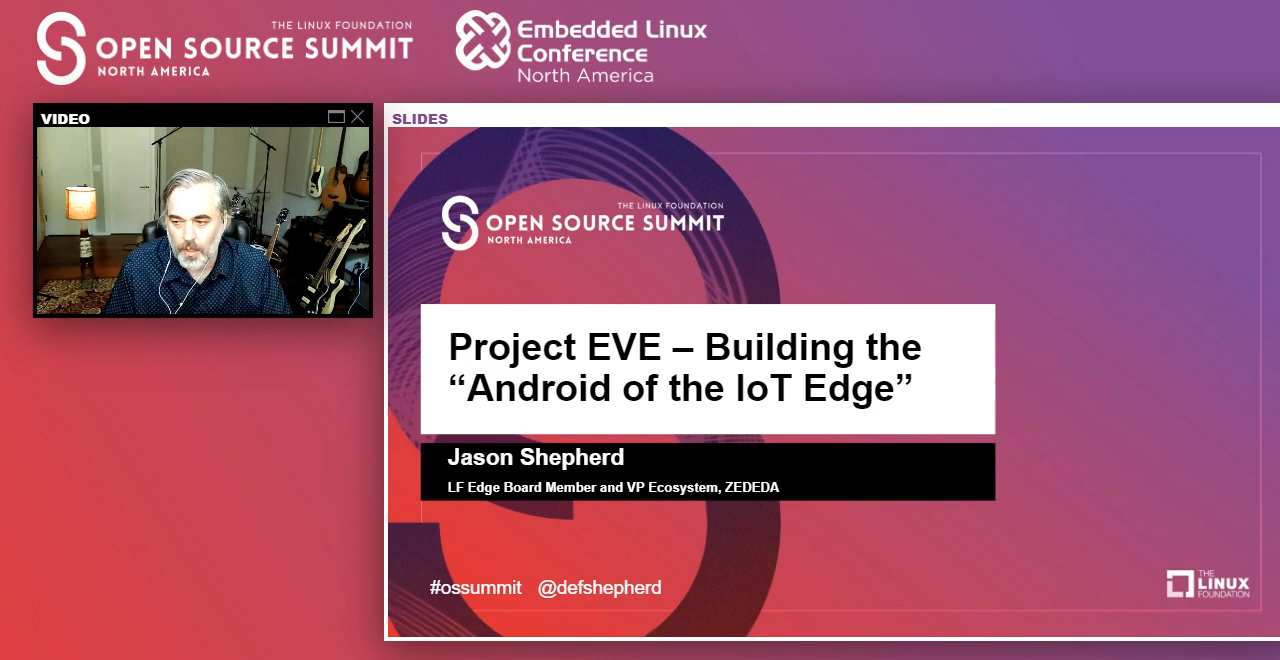 THE LINUX FOUNDATION
OPEN SOURCE SUMMIT
NORTH AMERICA
Embedded Linux
Conference
North America
VIDEO
SLIDES
THE LINUX FOUNDATION
OPEN SOURCE SUMMIT
NORTH AMERICA
Project EVE – Building the
“Android of the IoT Edge”
Jason Shepherd
LF Edge Board Member and VP Ecosystem, ZEDEDA
#ossummit @defshepherd
THE
LINUX
FOUNDATION